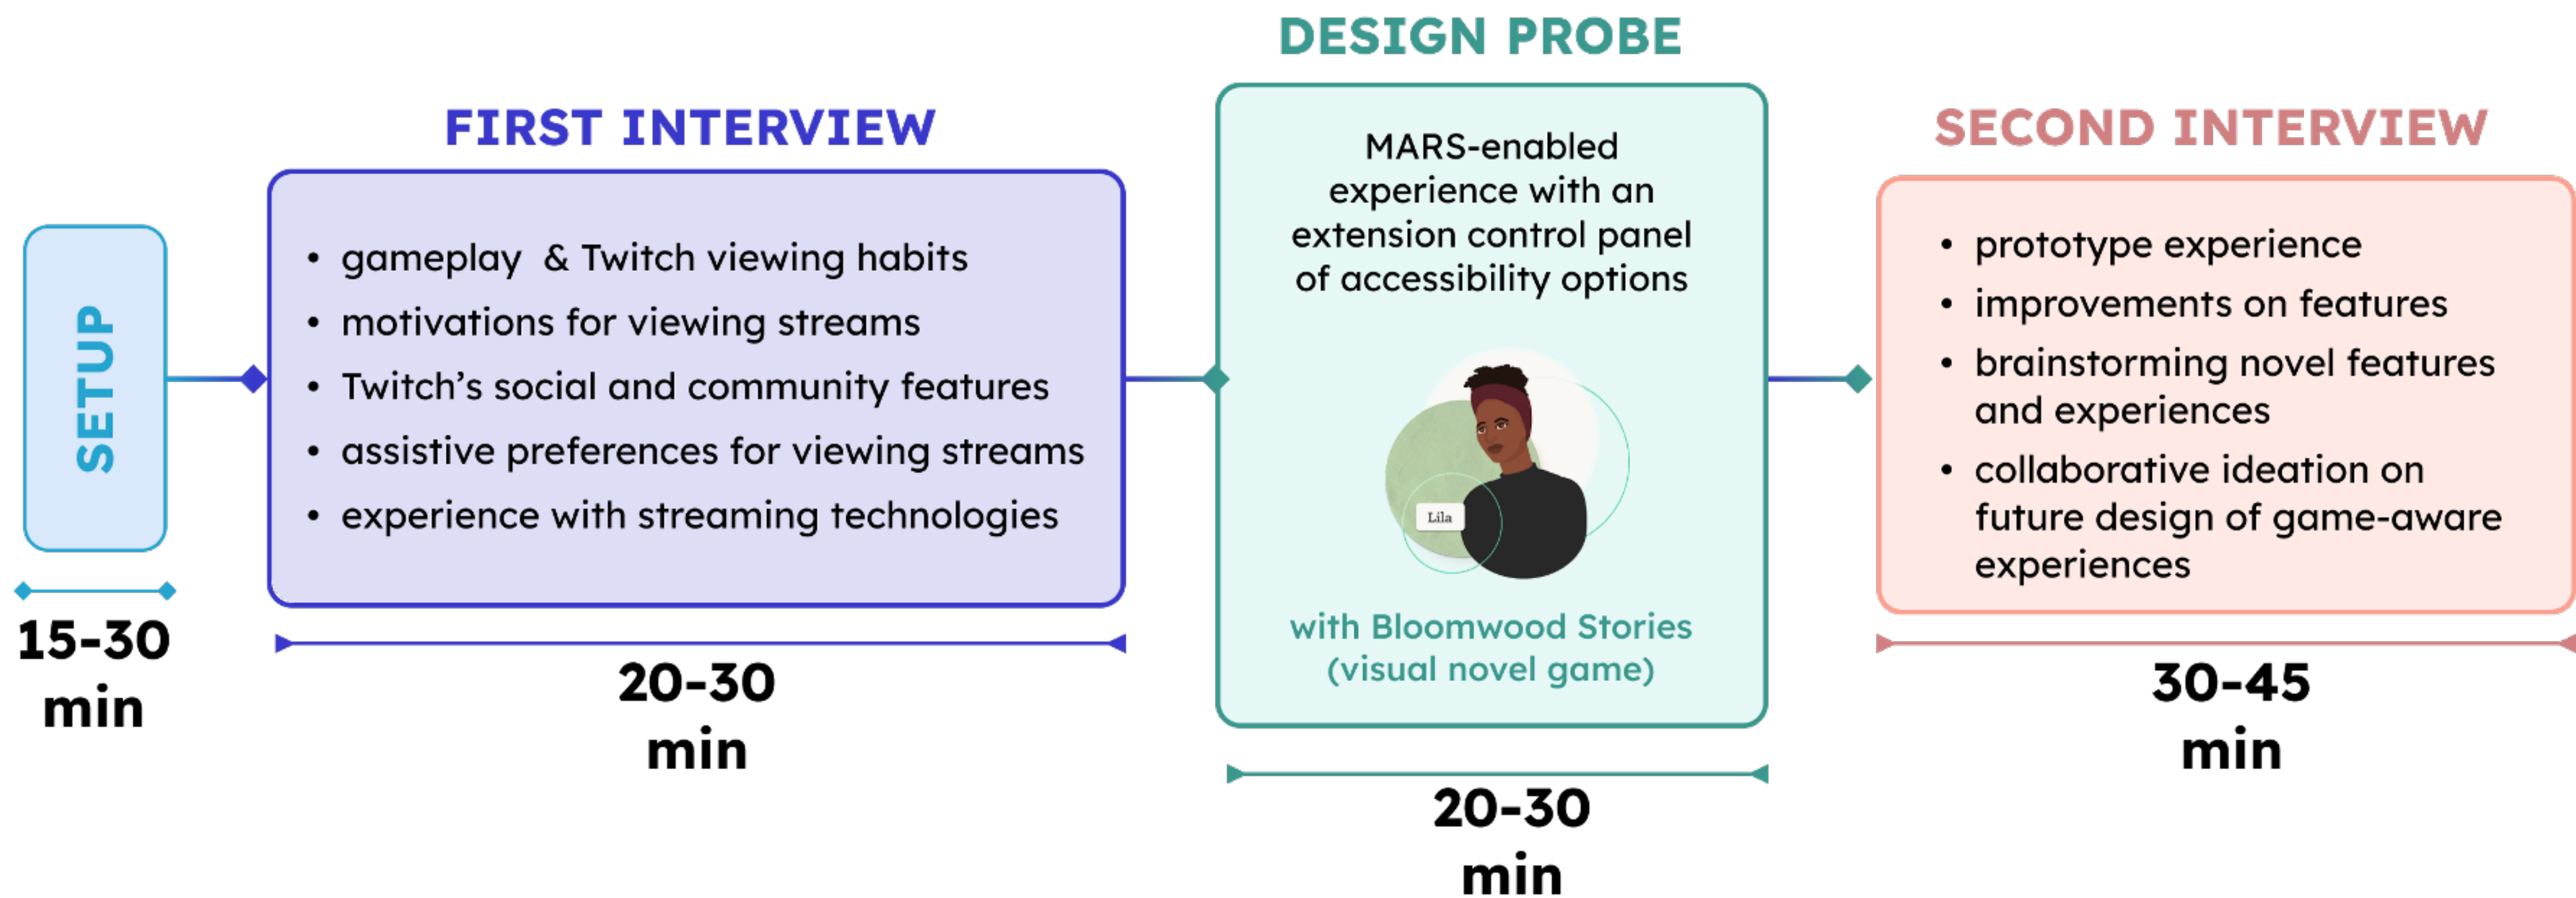 SETUP
15-30
min
FIRST INTERVIEW
• gameplay & Twitch viewing habits
• motivations for viewing streams
• Twitch’s social and community features
• assistive preferences for viewing streams
• experience with streaming technologies
20-30
min
DESIGN PROBE
MARS-enabled
experience with an
extension control panel
of accessibility options
Lila
with Bloomwood Stories
(visual novel game)
20-30
min
SECOND INTERVIEW
• prototype experience
• improvements on features
• brainstorming novel features
and experiences
• collaborative ideation on
future design of game-aware
experiences
30-45
min